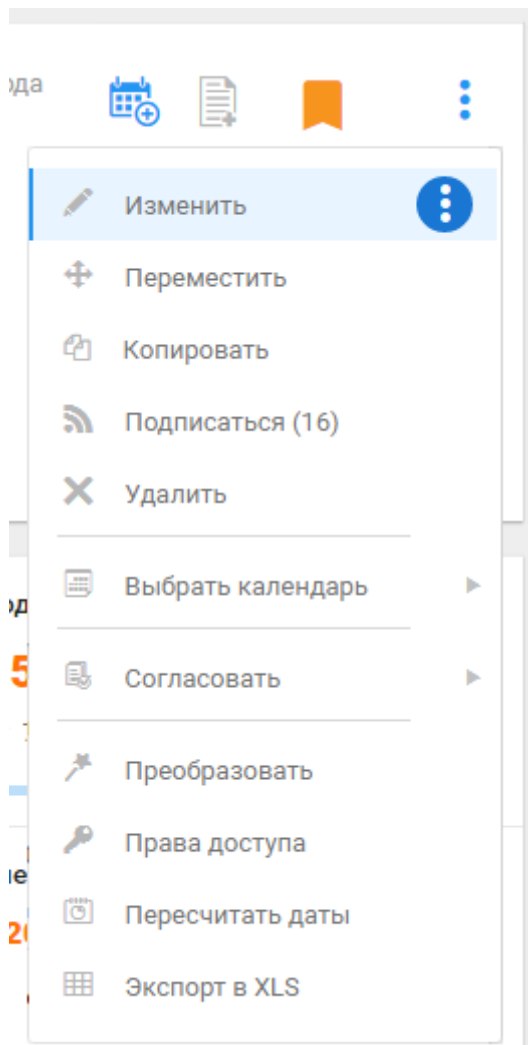 Изменить
Переместить
Копировать
Подписаться (16)
Удалить
Выбрать календарь
Согласовать
Преобразовать
Права доступа
Пересчитать даты
Экспорт в XLS